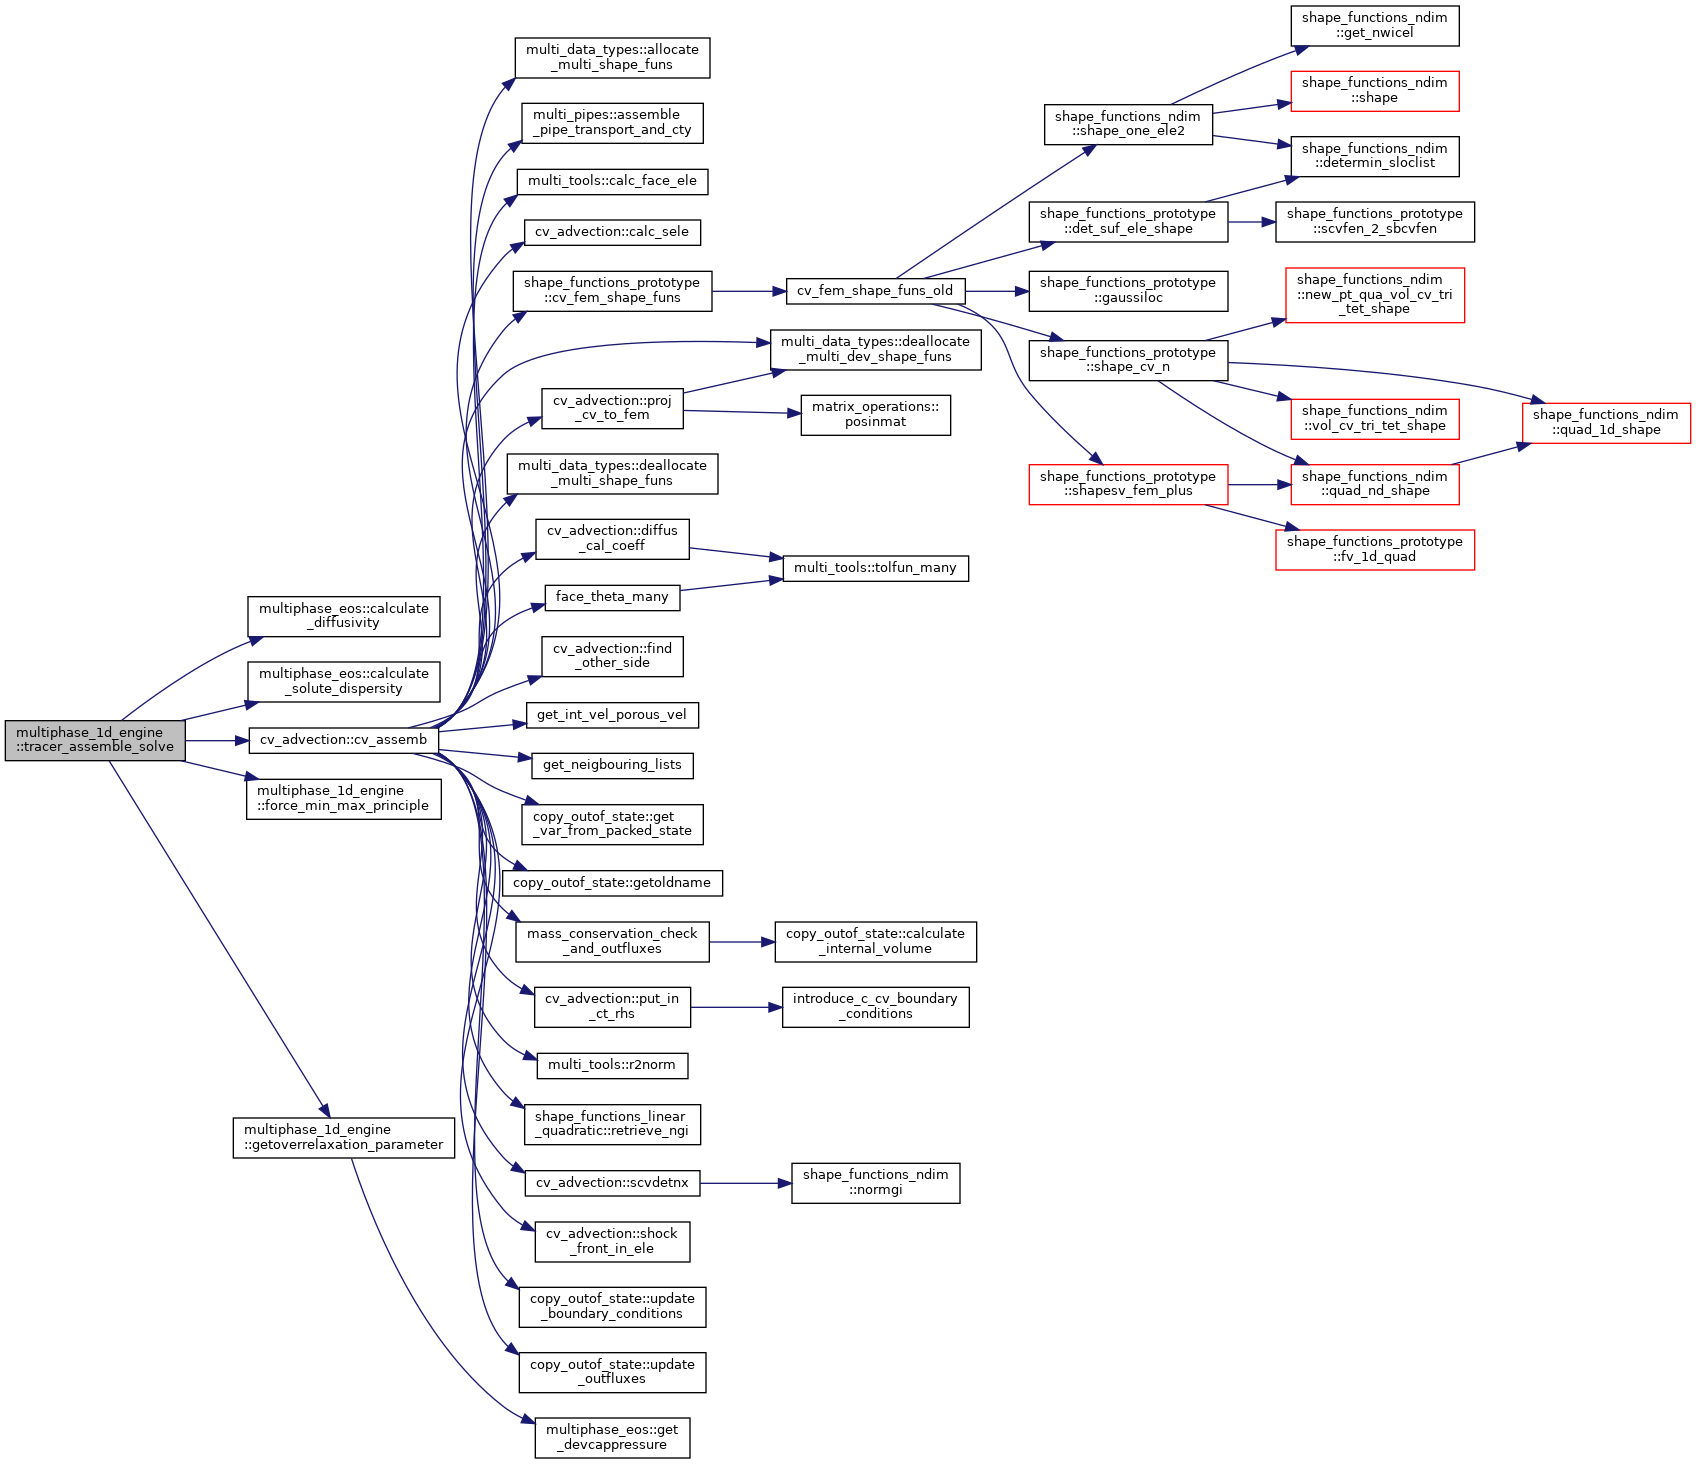 multiphase_1d_engine
::tracer_assemble_solve
multiphase_eos::calculate
_diffusivity
multiphase_eos::calculate
_solute_dispersity
cv_advection::cv_assemb
multiphase_1d_engine
::force_min_max_principle
multiphase_1d_engine
::getoverrelaxation_parameter
multi_data_types::allocate
_multi_shape_funs
multi_pipes::assemble
_pipe_transport_and_cty
multi_tools::calc_face_ele
cv_advection::calc_sele
shape_functions_prototype
::cv_fem_shape_funs
cv_advection::proj
_cv_to_fem
multi_data_types::deallocate
_multi_shape_funs
cv_advection::diffus
_cal_coeff
face_theta_many
cv_advection::find
_other_side
get_int_vel_porous_vel
get_neigbouring_lists
copy_outof_state::get
_var_from_packed_state
copy_outof_state::getoldname
mass_conservation_check
_and_outfluxes
cv_advection::put_in
_ct_rhs
multi_tools::r2norm
shape_functions_linear
_quadratic::retrieve_ngi
cv_advection::scvdetnx
cv_advection::shock
_front_in_ele
copy_outof_state::update
_boundary_conditions
copy_outof_state::update
_outfluxes
multiphase_eos::get
_devcappressure
cv_fem_shape_funs_old
multi_data_types::deallocate
_multi_dev_shape_funs
matrix_operations::
posinmat
multi_tools::tolfun_many
copy_outof_state::calculate
_internal_volume
introduce_c_cv_boundary
_conditions
shape_functions_ndim
::normgi
shape_functions_ndim
::shape_one_ele2
shape_functions_prototype
::det_suf_ele_shape
shape_functions_prototype
::gaussiloc
shape_functions_prototype
::shape_cv_n
shape_functions_prototype
::shapesv_fem_plus
shape_functions_ndim
::get_nwicel
shape_functions_ndim
::shape
shape_functions_ndim
::determin_sloclist
shape_functions_prototype
::scvfen_2_sbcvfen
shape_functions_ndim
::new_pt_qua_vol_cv_tri
_tet_shape
shape_functions_ndim
::vol_cv_tri_tet_shape
shape_functions_ndim
::quad_nd_shape
shape_functions_prototype
::fv_1d_quad
shape_functions_ndim
::quad_1d_shape